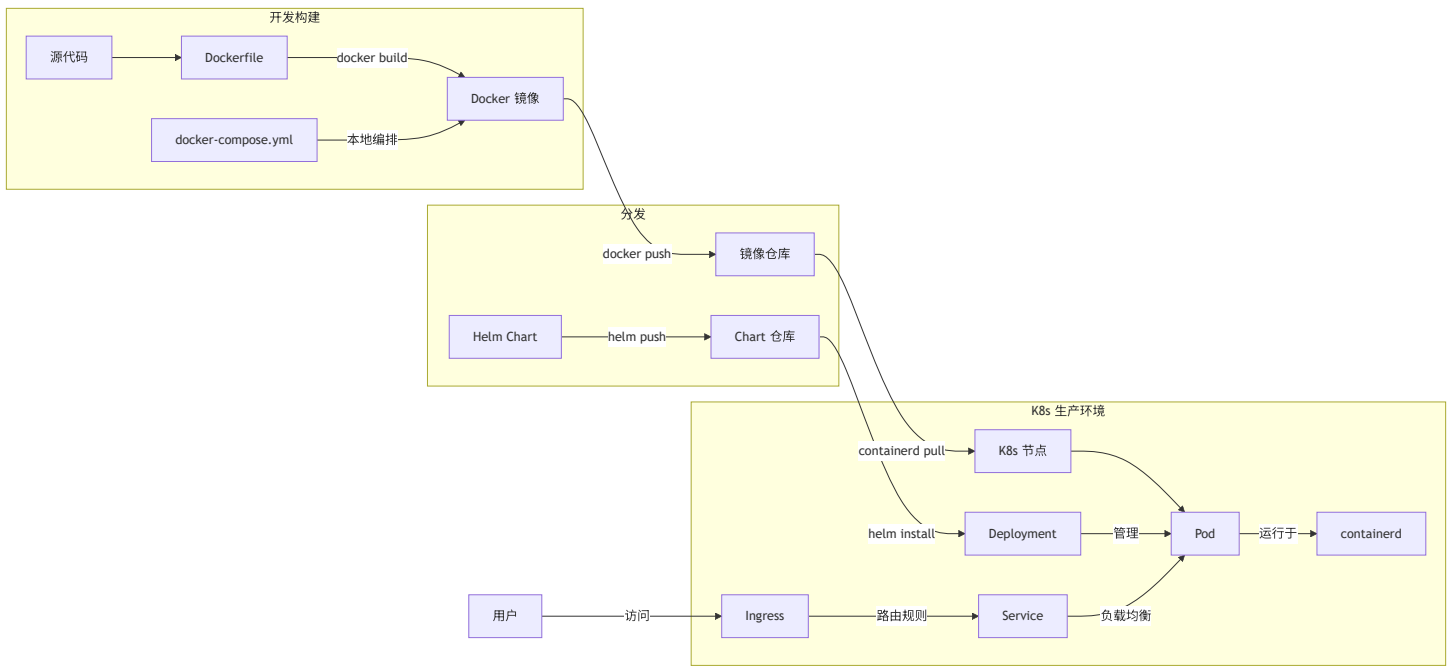 开发构建
源代码
Dockerfile
docker build
Docker 镜像
docker-compose.yml
本地编排
分发
docker push
镜像仓库
Helm Chart
helm push
Chart 仓库
K8s 生产环境
containerd pull
K8s 节点
helm install
Deployment
管理
Pod
运行于
containerd
用户
访问
Ingress
路由规则
Service
负载均衡